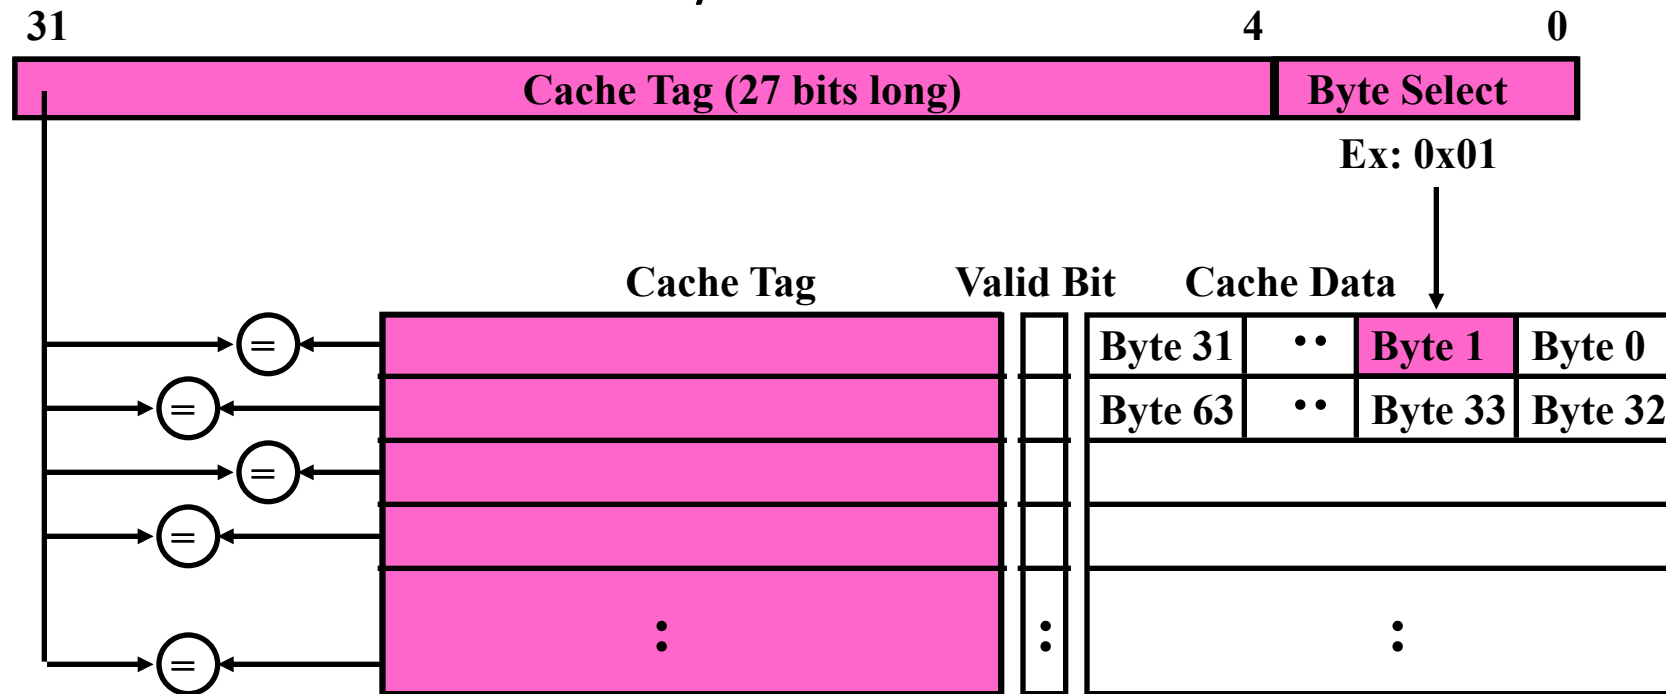 31 4 0
Cache Tag (27 bits long) Byte Select
Ex: 0x01
Cache Tag Valid Bit Cache Data
= Byte 31 ·· Byte 1 Byte 0
= Byte 63 ·· Byte 33 Byte 32
=
=
: : :
=